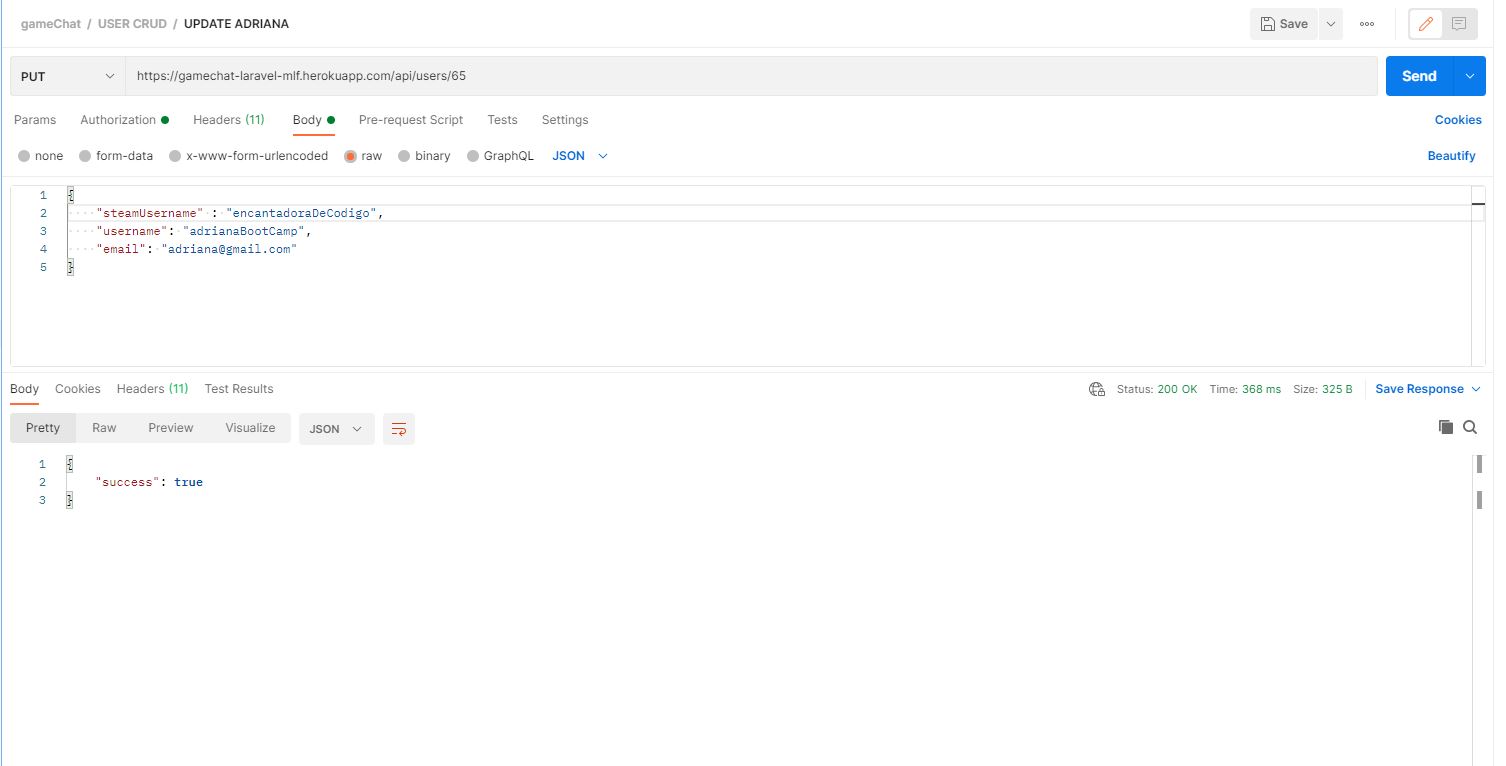 gameChat / USER CRUD / UPDATE ADRIANA
Save
PUT https://gamechat-laravel-mlf.herokuapp.com/api/users/65 Send
Params Authorization Headers (11) Body Pre-request Script Tests Settings Cookies
none form-data x-www-form-urlencoded raw binary GraphQL JSON Beautify
1 {
2 "steamUsername" : "encantadoraDeCodigo",
3 "username": "adrianaBootCamp",
4 "email": "adriana@gmail.com"
5 }
Body Cookies Headers (11) Test Results Status: 200 OK Time: 368 ms Size: 325 B Save Response
Pretty Raw Preview Visualize JSON
1 {
2 "success": true
3 }